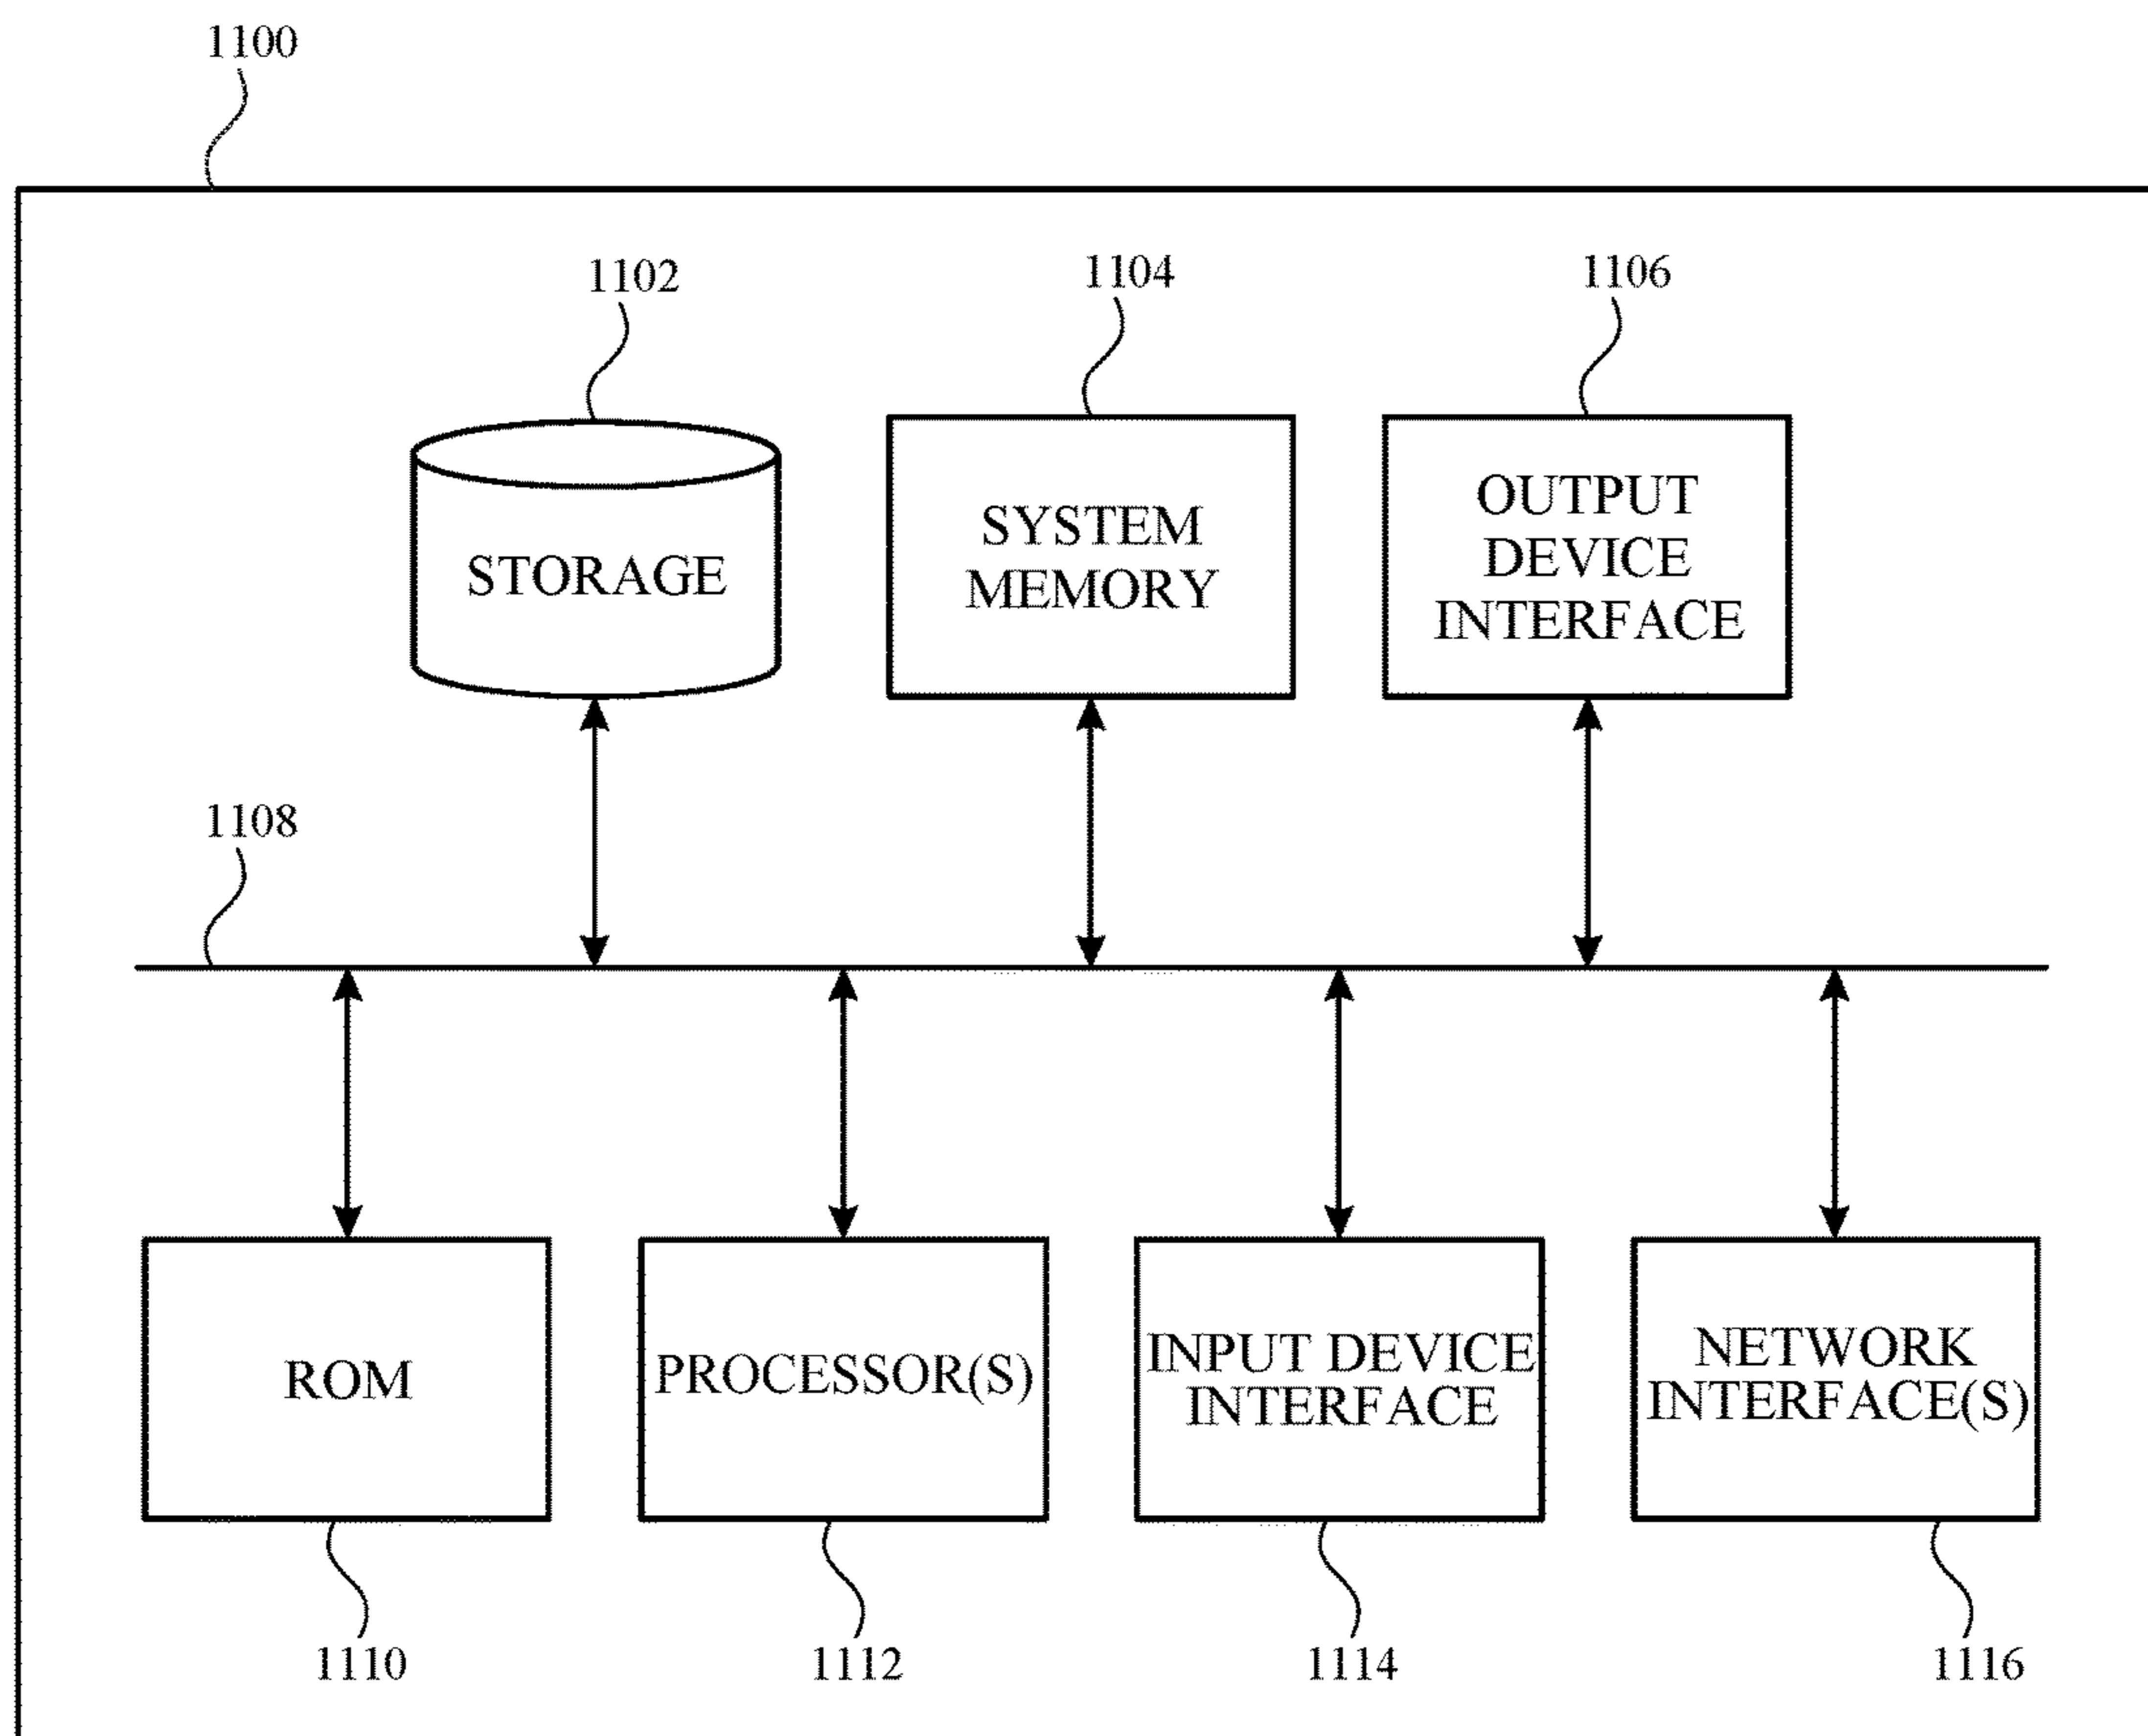 1100
1102
1104
1106
STORAGE
SYSTEM
MEMORY
OUTPUT
DEVICE
INTERFACE
1108
ROM
PROCESSOR(S)
INPUT DEVICE
INTERFACE
NETWORK
INTERFACE(S)
1110
1112
1114
1116